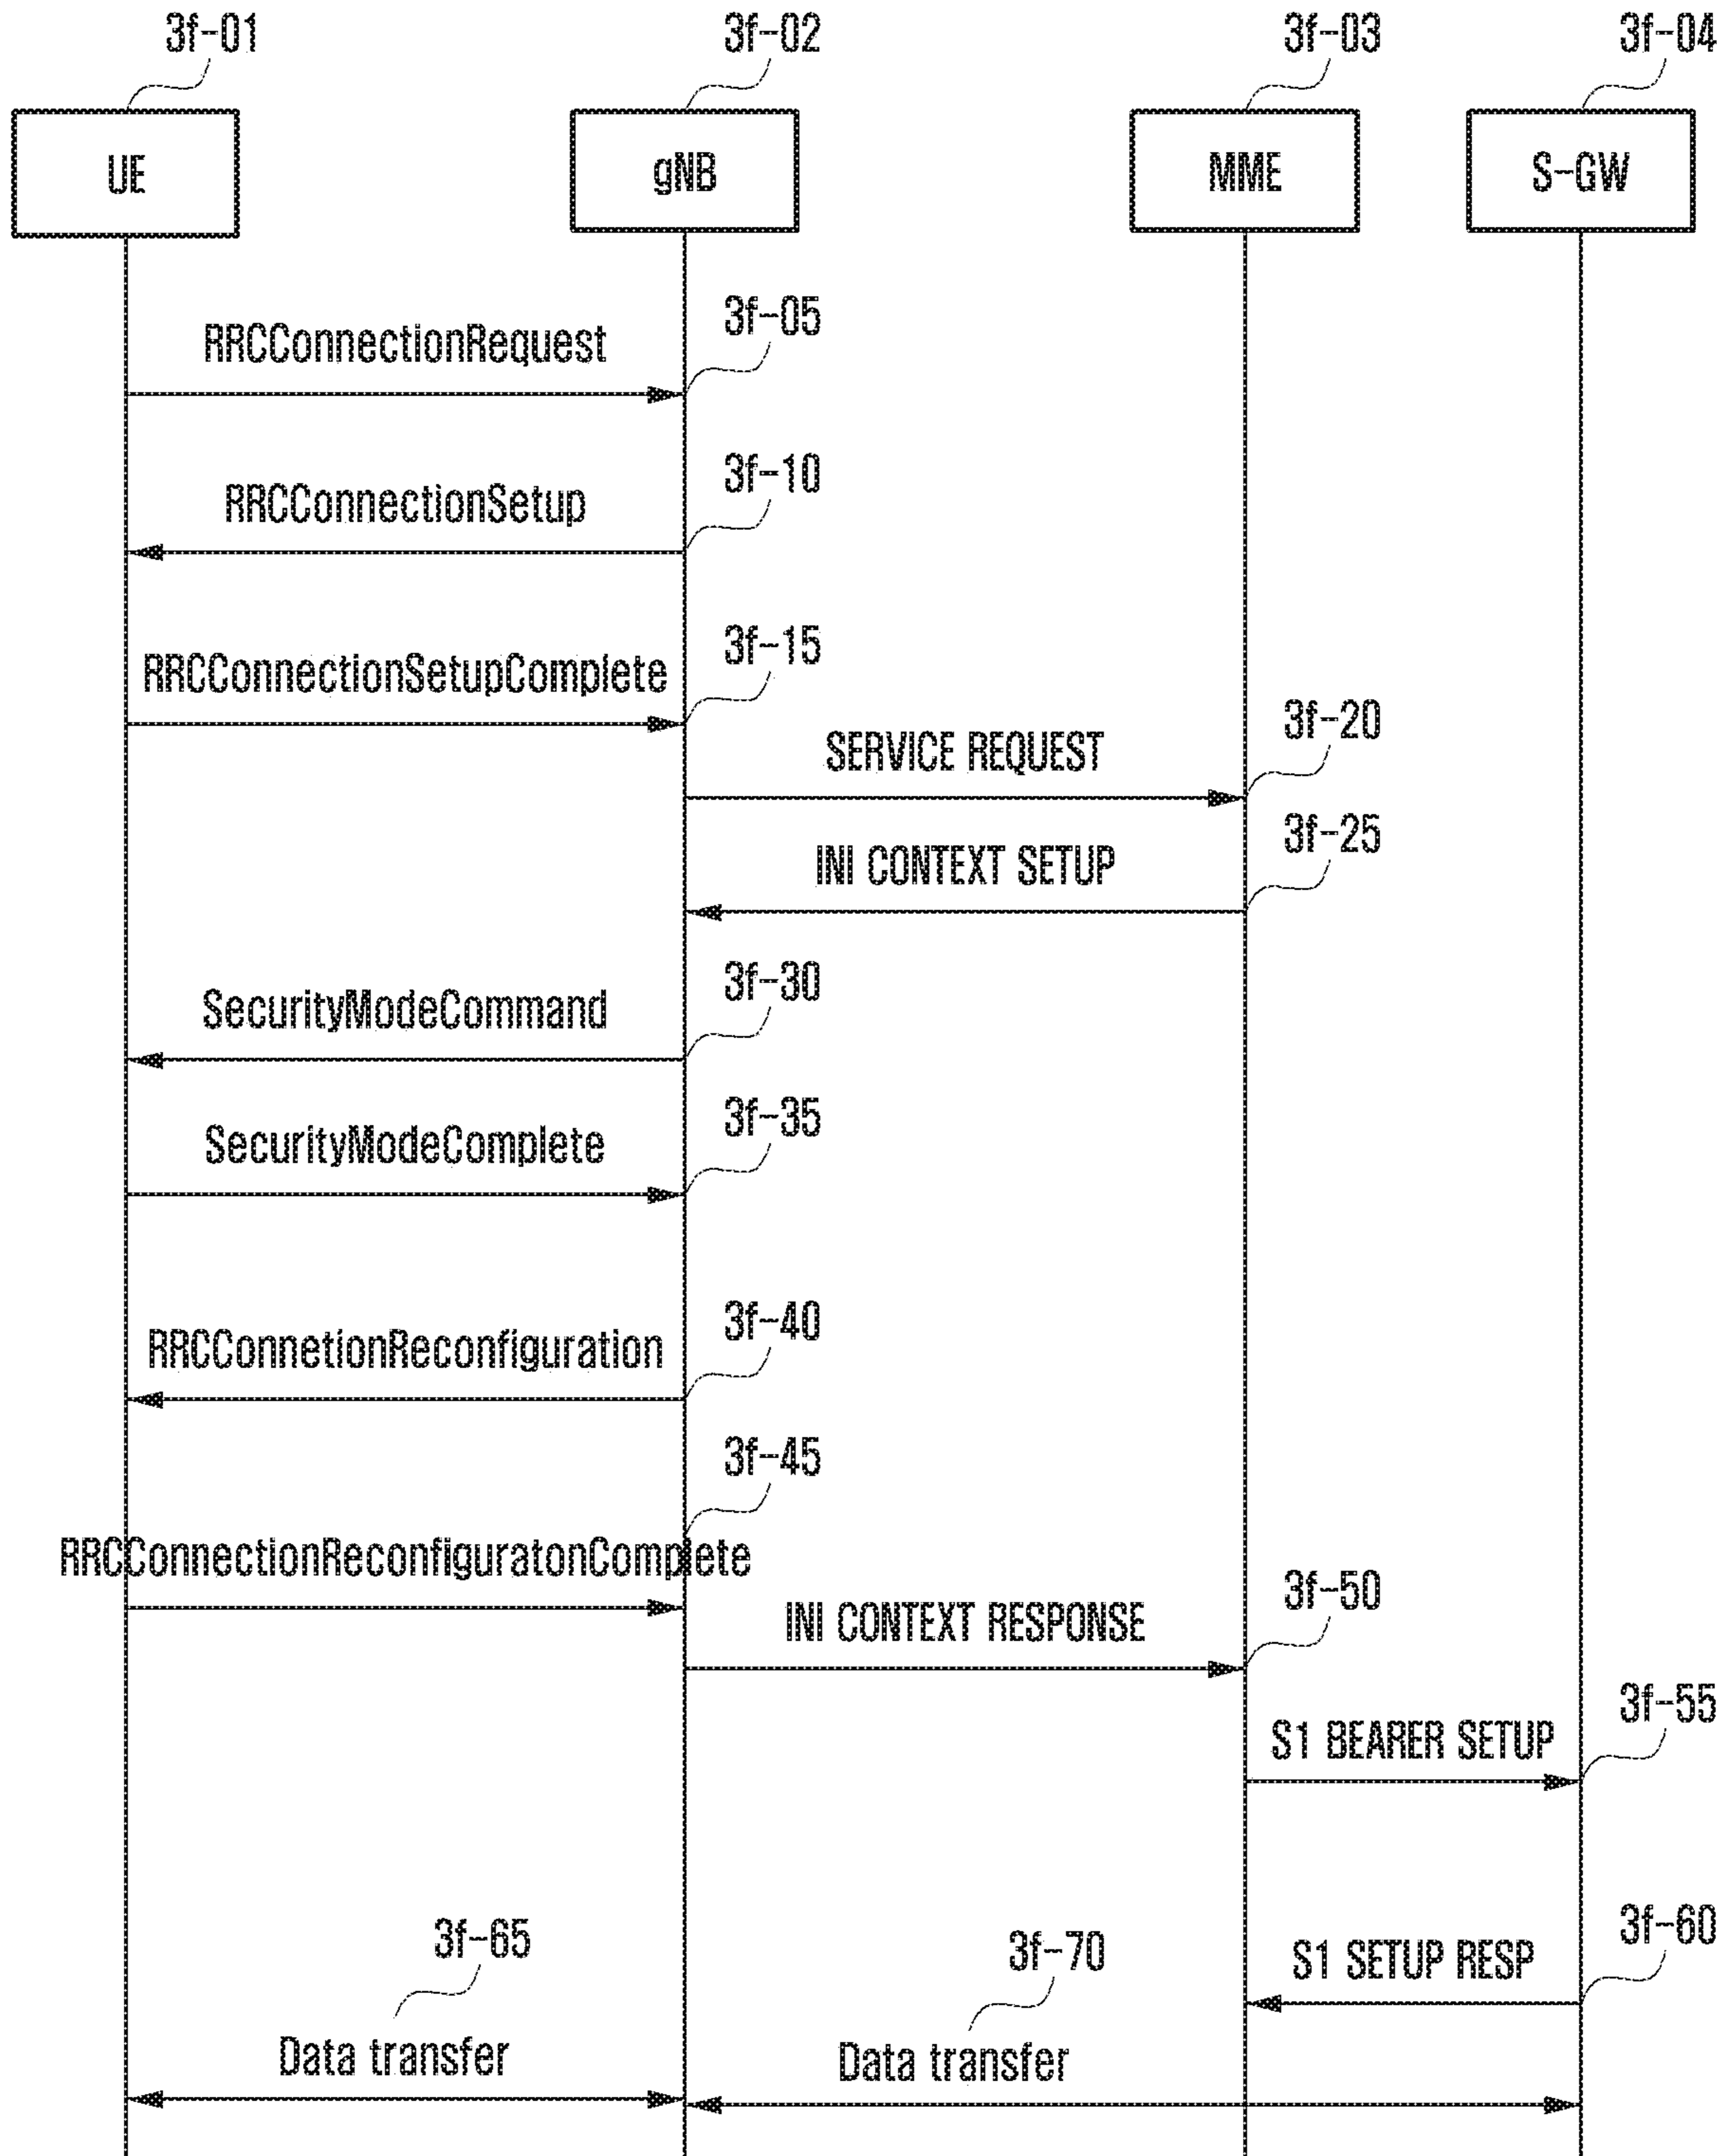 3f-01
3f-02
3f-03
3f-04
UE
gNB
MME
S-GW
3f-05
RRCConnectionRequest
3f-10
RRCConnectionSetup
3f-15
RRCConnectionSetupComplete
3f-20
SERVICE REQUEST
3f-25
INI CONTEXT SETUP
3f-30
SecurityModeCommand
3f-35
SecurityModeComplete
3f-40
RRCConnetionReconfiguration
3f-45
RRCConnectionReconfiguratonComplete
3f-50
INI CONTEXT RESPONSE
3f-55
S1 BEARER SETUP
3f-60
S1 SETUP RESP
3f-65
3f-70
Data transfer
Data transfer